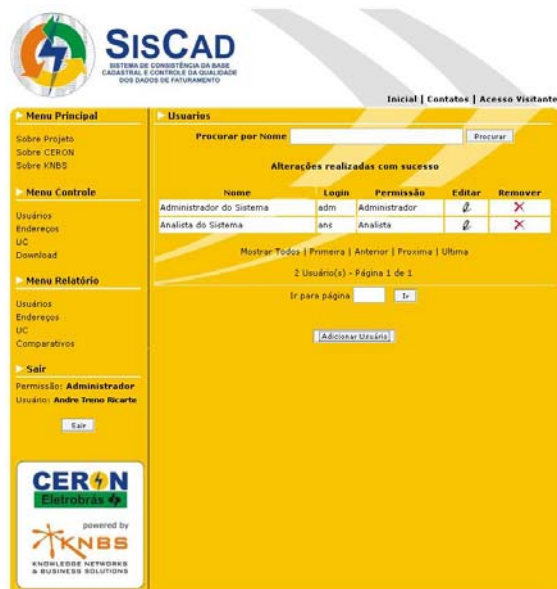 SisCad
SISTEMA DE CONSISTÊNCIA DA BASE
CADASTRAL E CONTROLE DA QUALIDADE
DOS DADOS DE FATURAMENTO
Inicial | Contatos | Acesso Visitante
Menu Principal
Sobre Projeto
Sobre CERON
Sobre KNBS
Menu Controle
Usuários
Endereços
UC
Download
Menu Relatório
Usuários
Endereços
UC
Comparativos
Sair
Permissão: Administrador
Usuário: Andre Treno Ricarte
Sair
CERON
Eletrobrás
powered by
KNBS
KNOWLEDGE NETWORKS
& BUSINESS SOLUTIONS
Usuarios
Procurar por Nome Procurar
Alterações realizadas com sucesso
Nome Login Permissão Editar Remover
Administrador do Sistema adm Administrador
Analista do Sistema ans Analista
Mostrar Todos | Primeira | Anterior | Proxima | Ultima
2 Usuário(s) - Página 1 de 1
Ir para página Ir
Adicionar Usuário